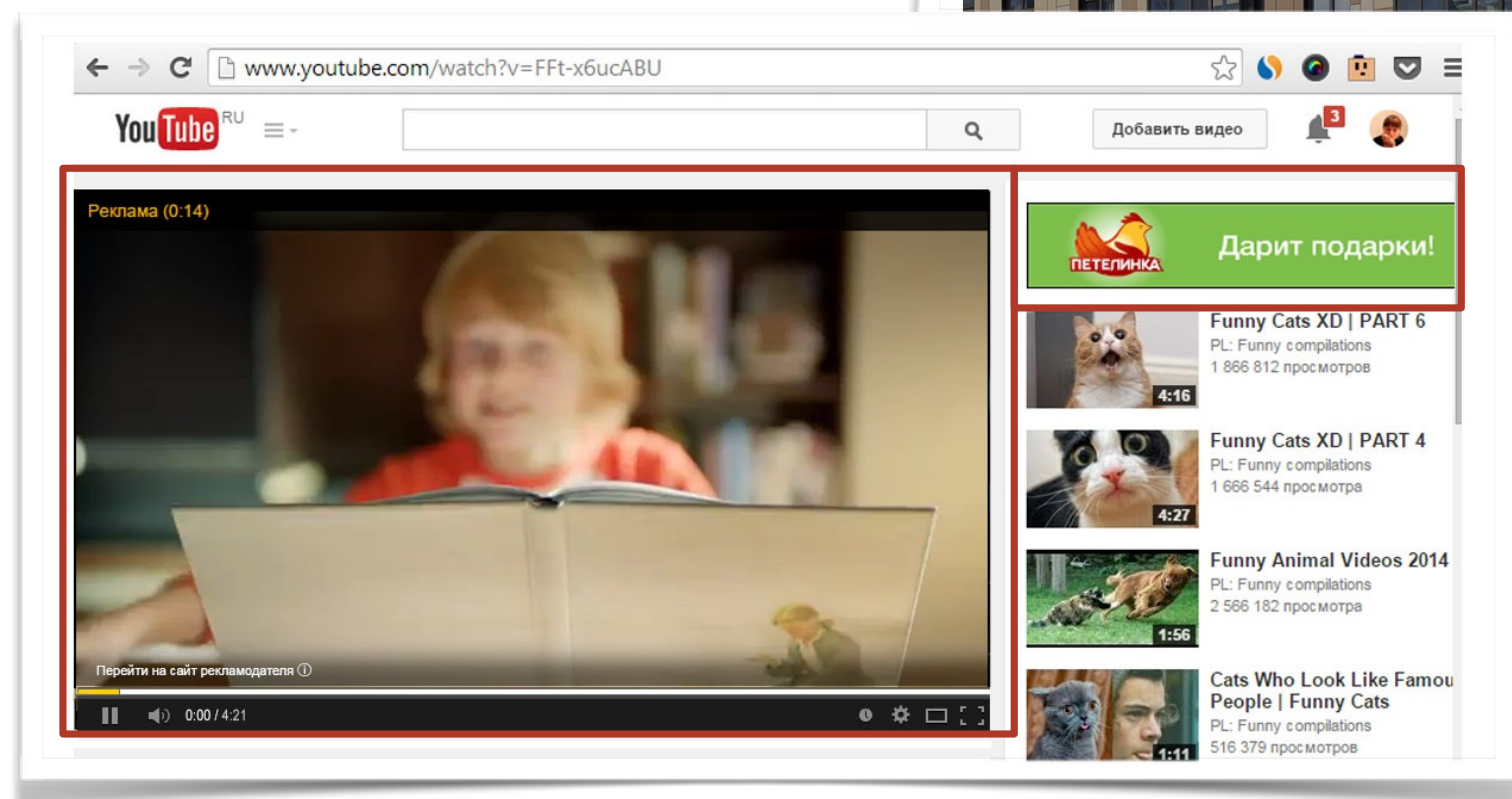 www.youtube.com/watch?v=FFt-x6ucABU
YouTube RU
Добавить видео
3
Реклама (0:14)
Перейти на сайт рекламодателя
0:00 / 4:21
ПЕТЕЛИНКА
Дарит подарки!
Funny Cats XD | PART 6
PL: Funny compilations
1 866 812 просмотров
4:16
Funny Cats XD | PART 4
PL: Funny compilations
1 666 544 просмотра
4:27
Funny Animal Videos 2014
PL: Funny compilations
2 566 182 просмотра
1:56
Cats Who Look Like Famou
People | Funny Cats
PL: Funny compilations
516 379 просмотров
1:11